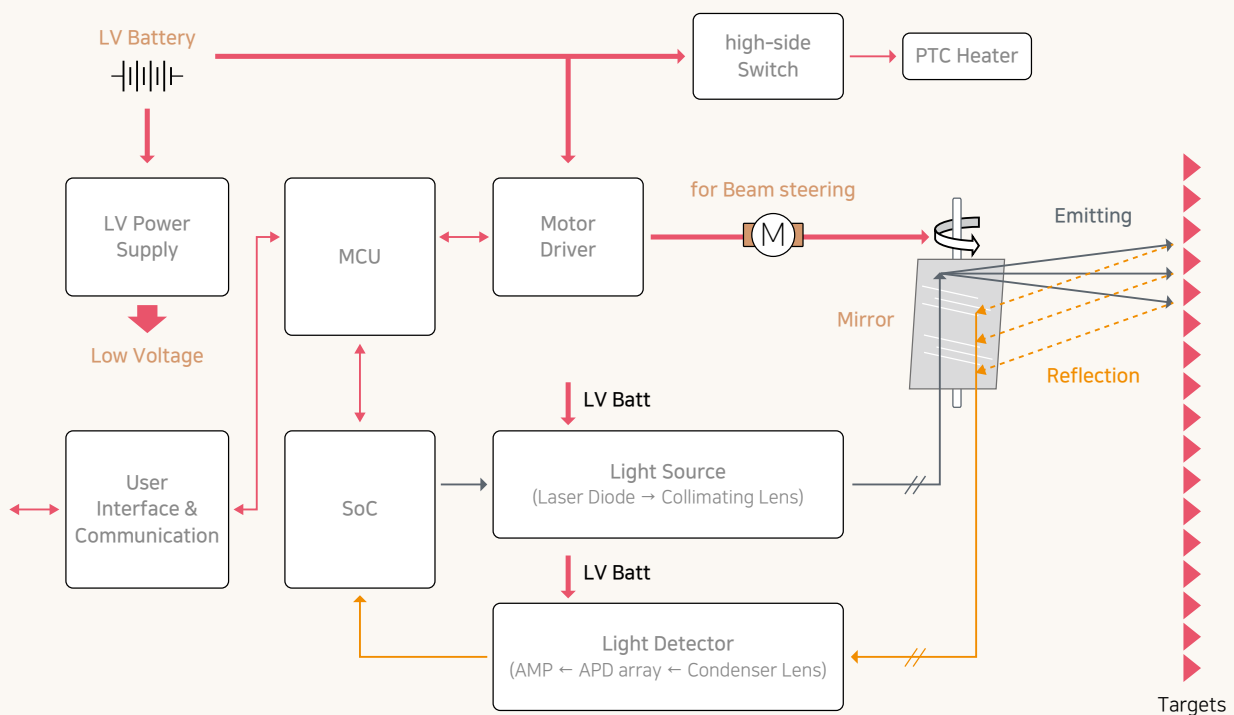 LV Battery
high-side
Switch
PTC Heater
LV Power
Supply
MCU
Motor
Driver
for Beam steering
M
Emitting
Mirror
Reflection
Low Voltage
LV Batt
User
Interface &
Communication
SoC
Light Source
(Laser Diode → Collimating Lens)
LV Batt
Light Detector
(AMP ← APD array ← Condenser Lens)
Targets